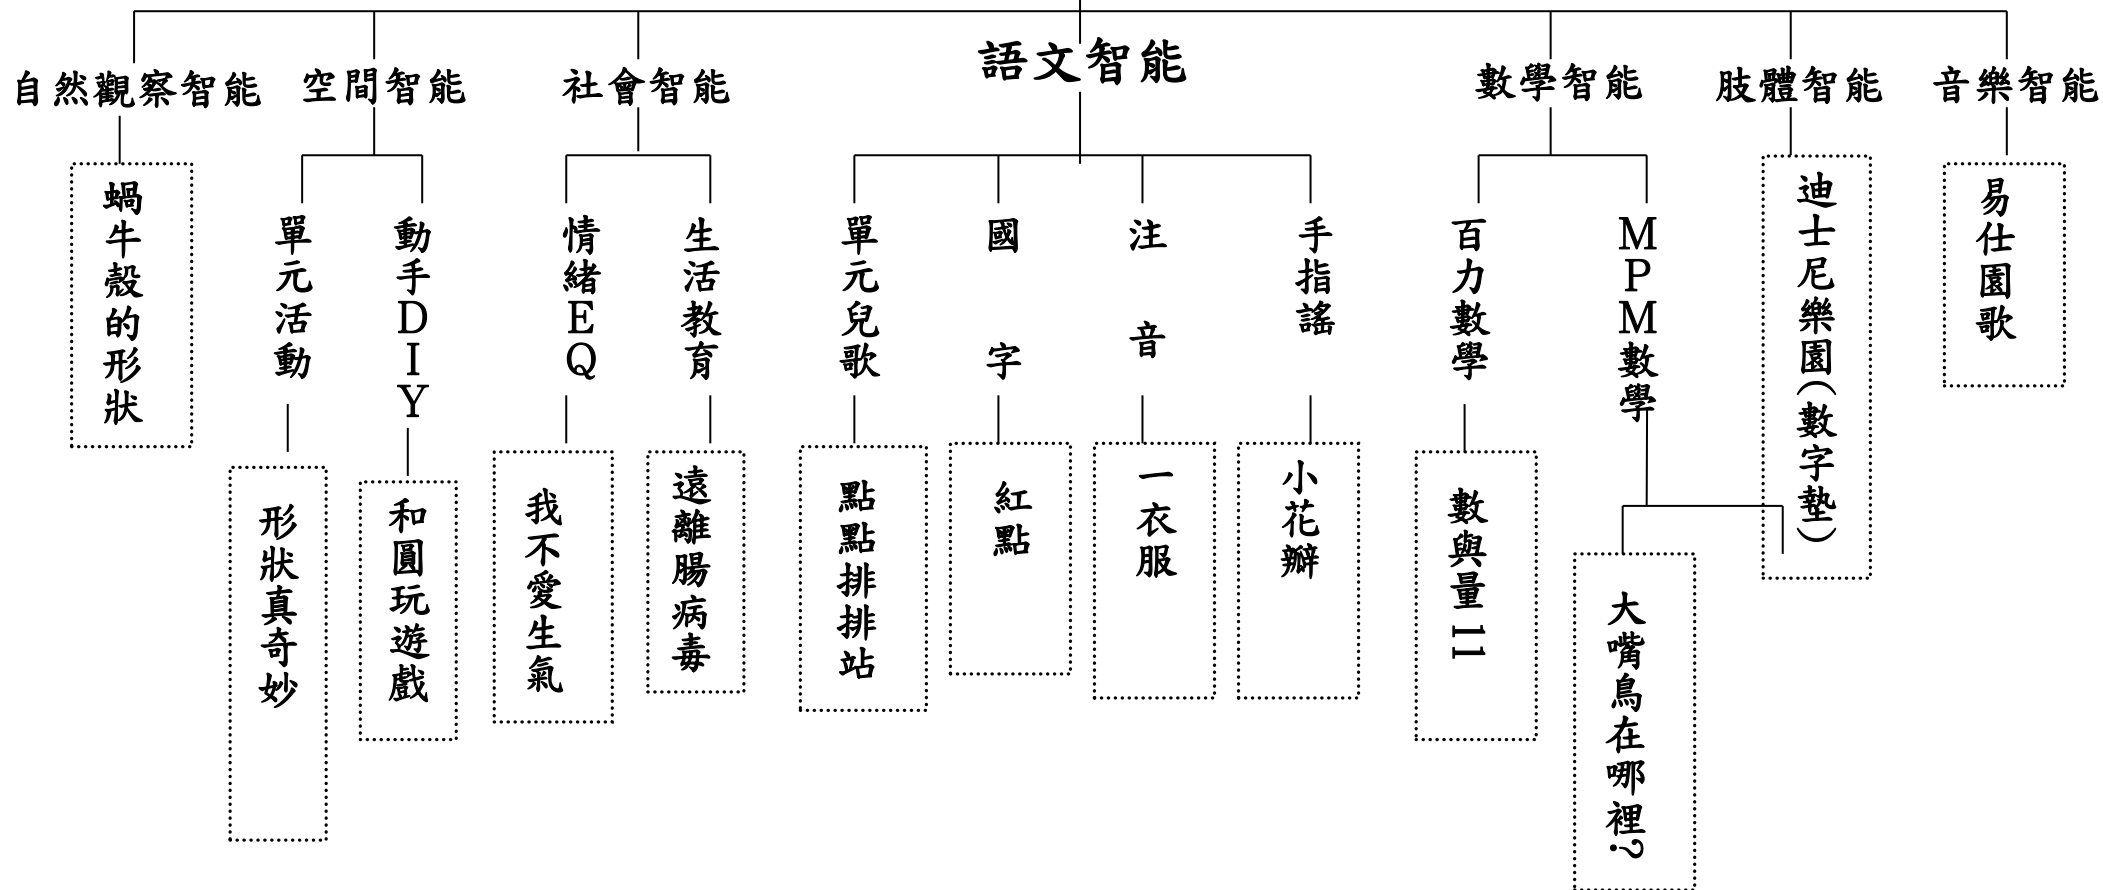 自然觀察智能
空間智能
社會智能
語文智能
數學智能
肢體智能
音樂智能
蝸牛殼的形狀
單元活動
動手DIY
情緒EQ
生活教育
單元兒歌
國字
注音
手指謠
百力數學
MPM數學
迪士尼樂園(數字墊)
易仕園歌
形狀真奇妙
和圓玩遊戲
我不愛生氣
遠離腸病毒
點點排排站
紅點
一衣服
小花瓣
數與量11
大嘴鳥在哪裡?